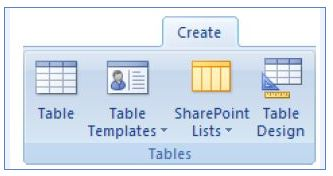 Create
Table
Table
Templates
SharePoint
Lists
Table
Design
Tables